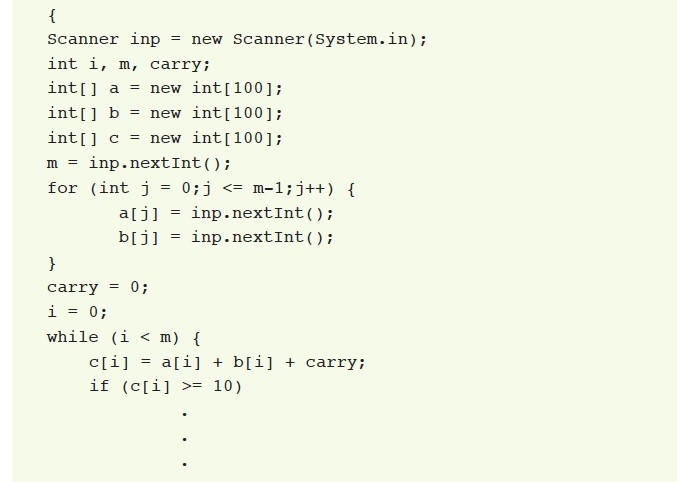 {
Scanner inp = new Scanner(System.in);
int i, m, carry;
int[] a = new int[100];
int[] b = new int[100];
int[] c = new int[100];
m = inp.nextInt();
for (int j = 0;j <= m-1;j++) {
a[j] = inp.nextInt();
b[j] = inp.nextInt();
}
carry = 0;
i = 0;
while (i < m) {
c[i] = a[i] + b[i] + carry;
if (c[i] >= 10)
.
.
.